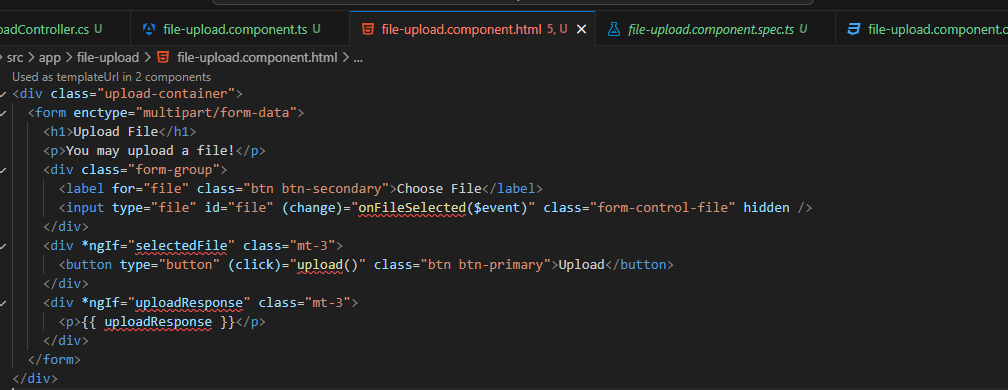 adController.cs U file-upload.component.ts U file-upload.component.html 5, U file-upload.component.spec.ts U file-upload.component.
src > app > file-upload > file-upload.component.html > ...
Used as templateUrl in 2 components
<div class="upload-container">
<form enctype="multipart/form-data">
<h1>Upload File</h1>
<p>You may upload a file!</p>
<div class="form-group">
<label for="file" class="btn btn-secondary">Choose File</label>
<input type="file" id="file" (change)="onFileSelected($event)" class="form-control-file" hidden />
</div>
<div *ngIf="selectedFile" class="mt-3">
<button type="button" (click)="upload()" class="btn btn-primary">Upload</button>
</div>
<div *ngIf="uploadResponse" class="mt-3">
<p>{{ uploadResponse }}</p>
</div>
</form>
</div>